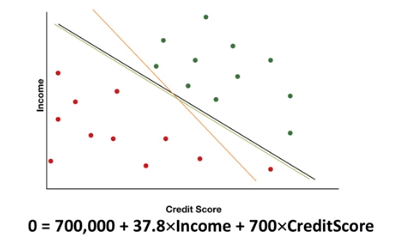 Income
Credit Score
0 = 700,000 + 37.8×Income + 700×CreditScore